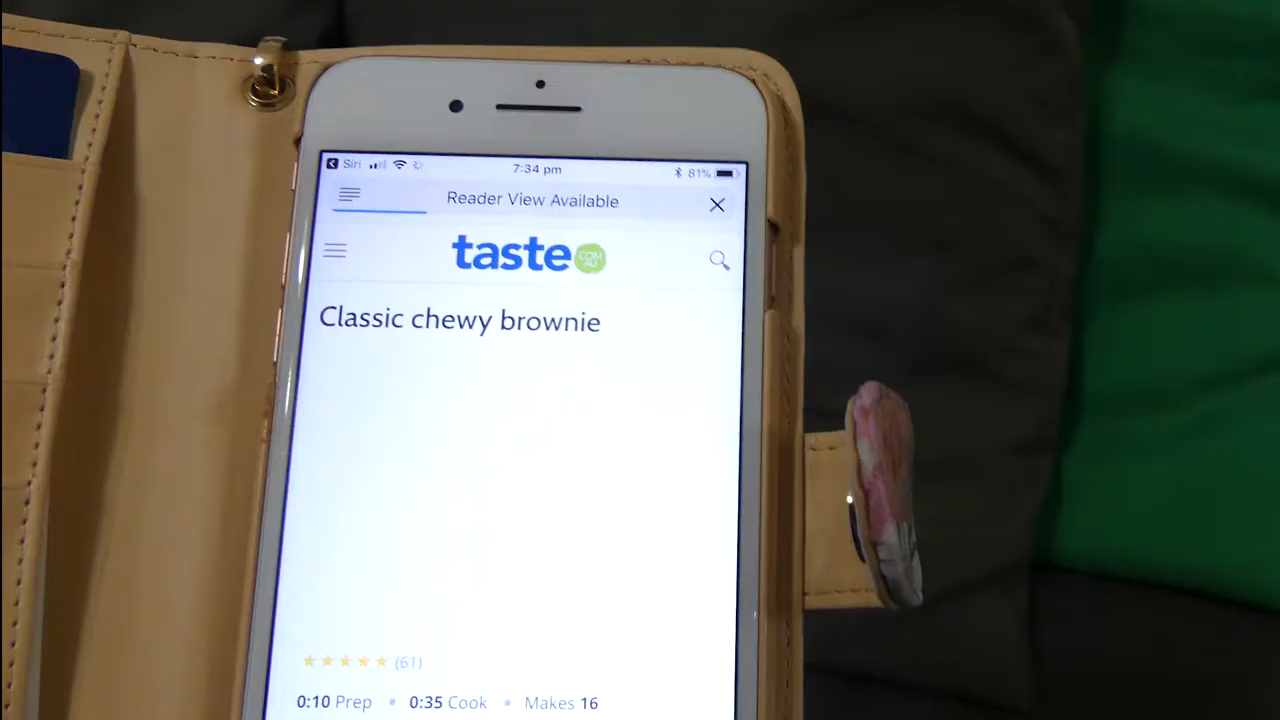 Siri 7:34 pm 81%
Reader View Available
taste COM AU
Classic chewy brownie
(61)
0:10 Prep • 0:35 Cook • Makes 16